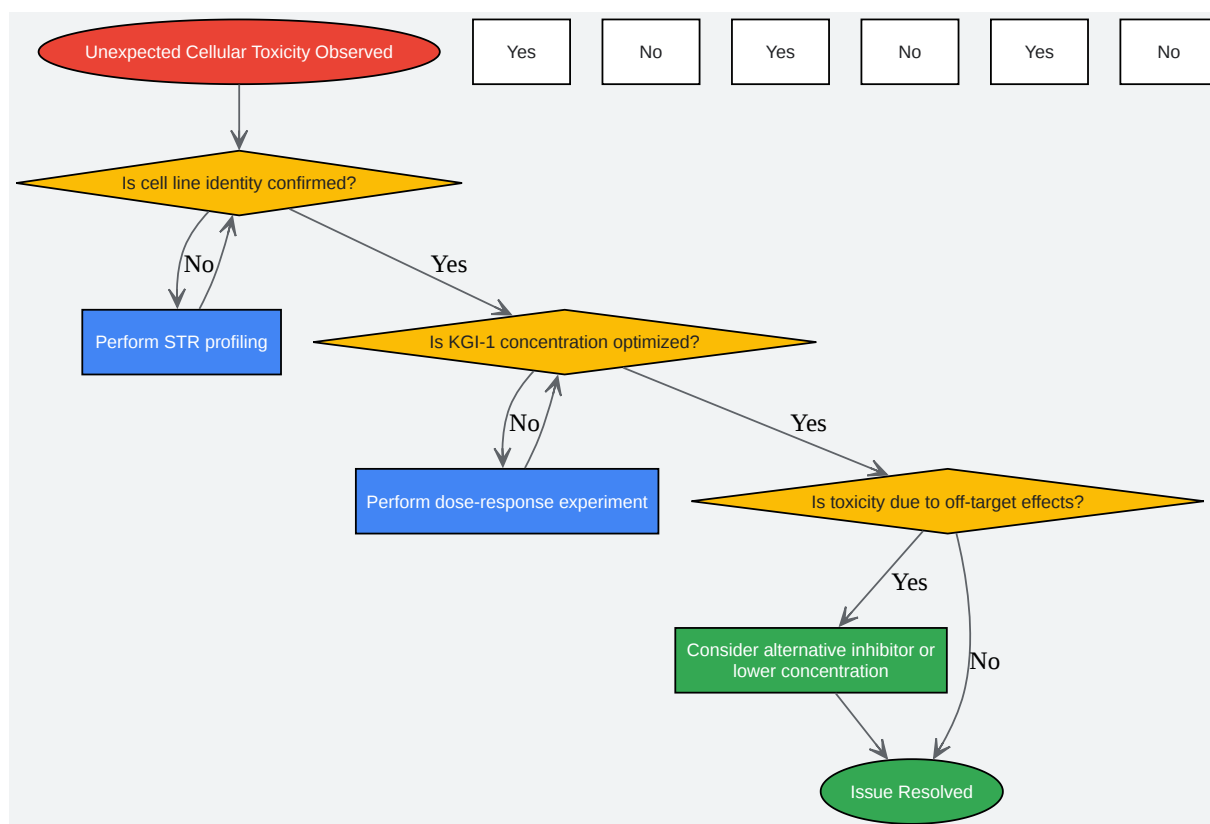 Unexpected Cellular Toxicity Observed
Yes
No
Yes
No
Yes
No
Is cell line identity confirmed?
No
Yes
Perform STR profiling
Is KGI-1 concentration optimized?
No
Yes
Perform dose-response experiment
Is toxicity due to off-target effects?
Yes
No
Consider alternative inhibitor or
lower concentration
Issue Resolved